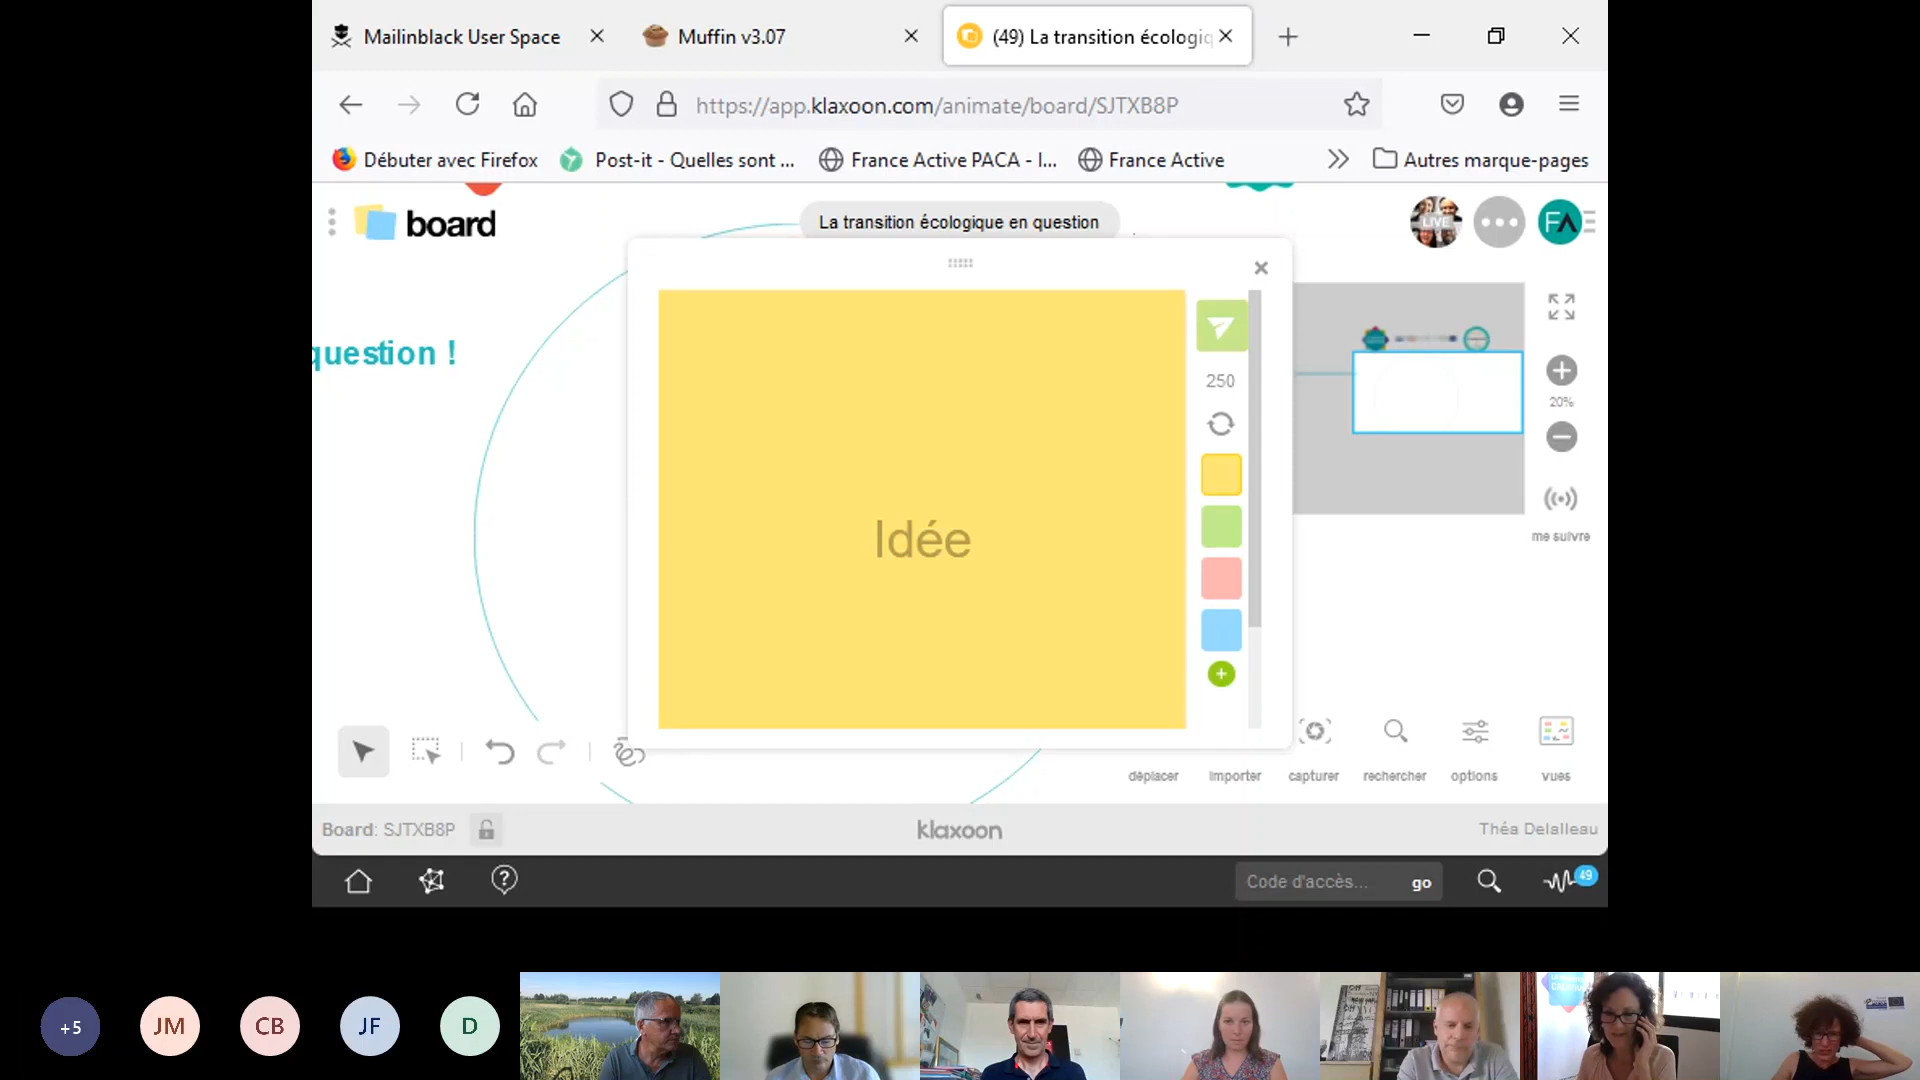 Mailinblack User Space
Muffin v3.07
(49) La transition écologiq
https://app.klaxoon.com/animate/board/SJTXB8P
Débuter avec Firefox
Post-it - Quelles sont ...
France Active PACA - I...
France Active
Autres marque-pages
board
La transition écologique en question
LIVE
FA
question !
250
20%
Idée
me suivre
déplacer
importer
capturer
rechercher
options
vues
Board: SJTXB8P
klaxoon
Théa Delalleau
Code d'accès...
go
49
+5
JM
CB
JF
D